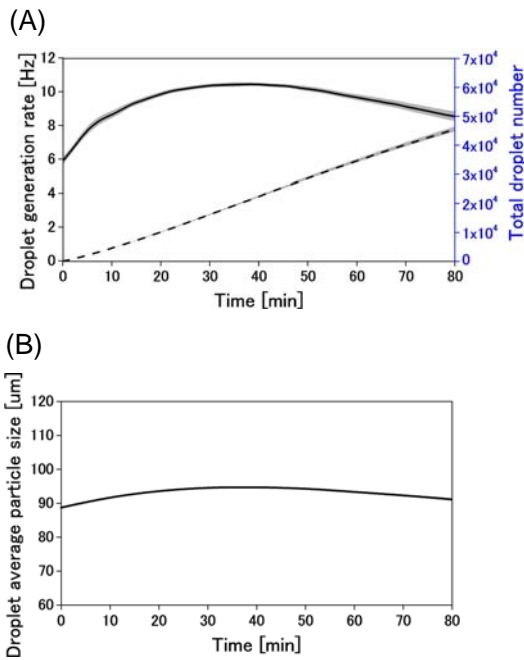 (A)
Droplet generation rate [Hz]
12
10
8
6
4
2
0
7x10⁴
6x10⁴
5x10⁴
4x10⁴
3x10⁴
2x10⁴
1x10⁴
0
Total droplet number
0 10 20 30 40 50 60 70 80
Time [min]
(B)
Droplet average particle size [um]
120
110
100
90
80
70
60
0 10 20 30 40 50 60 70 80
Time [min]